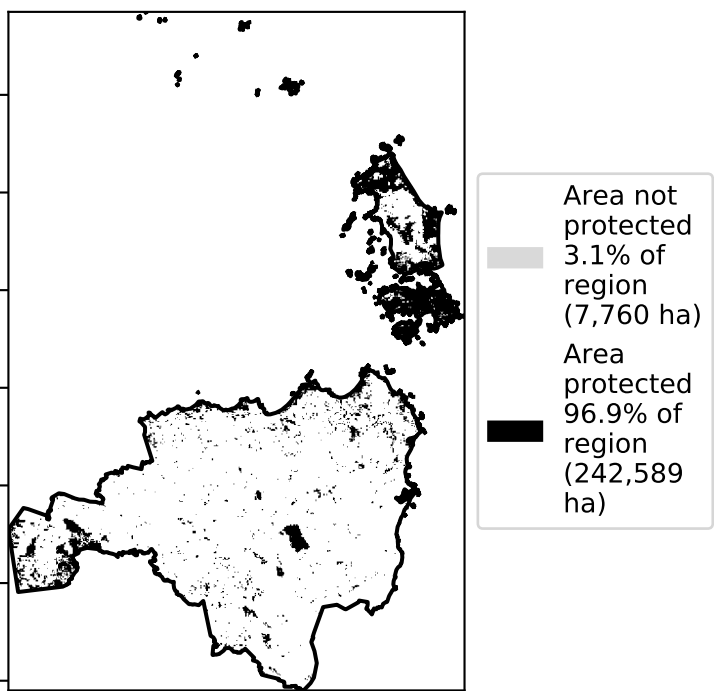 Area not
protected
3.1% of
region
(7,760 ha)
Area
protected
96.9% of
region
(242,589
ha)